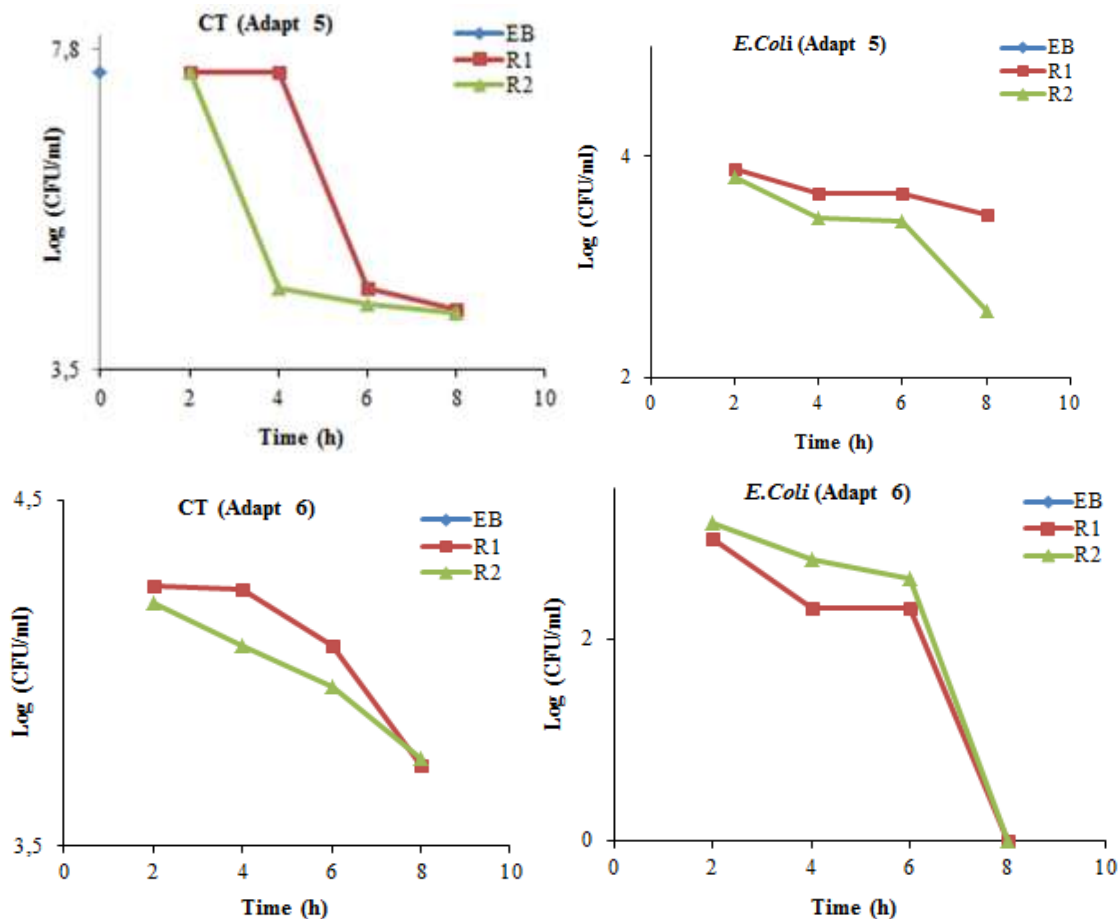 CT (Adapt 5)
7,8
3,5
Log (CFU/ml)
0 2 4 6 8 10
Time (h)
EB
R1
R2
E.Coli (Adapt 5)
4
2
Log (CFU/ml)
0 2 4 6 8 10
Time (h)
EB
R1
R2
CT (Adapt 6)
4,5
3,5
Log (CFU/ml)
0 2 4 6 8 10
Time (h)
EB
R1
R2
E.Coli (Adapt 6)
2
0
Log (CFU/ml)
0 2 4 6 8 10
Time (h)
EB
R1
R2